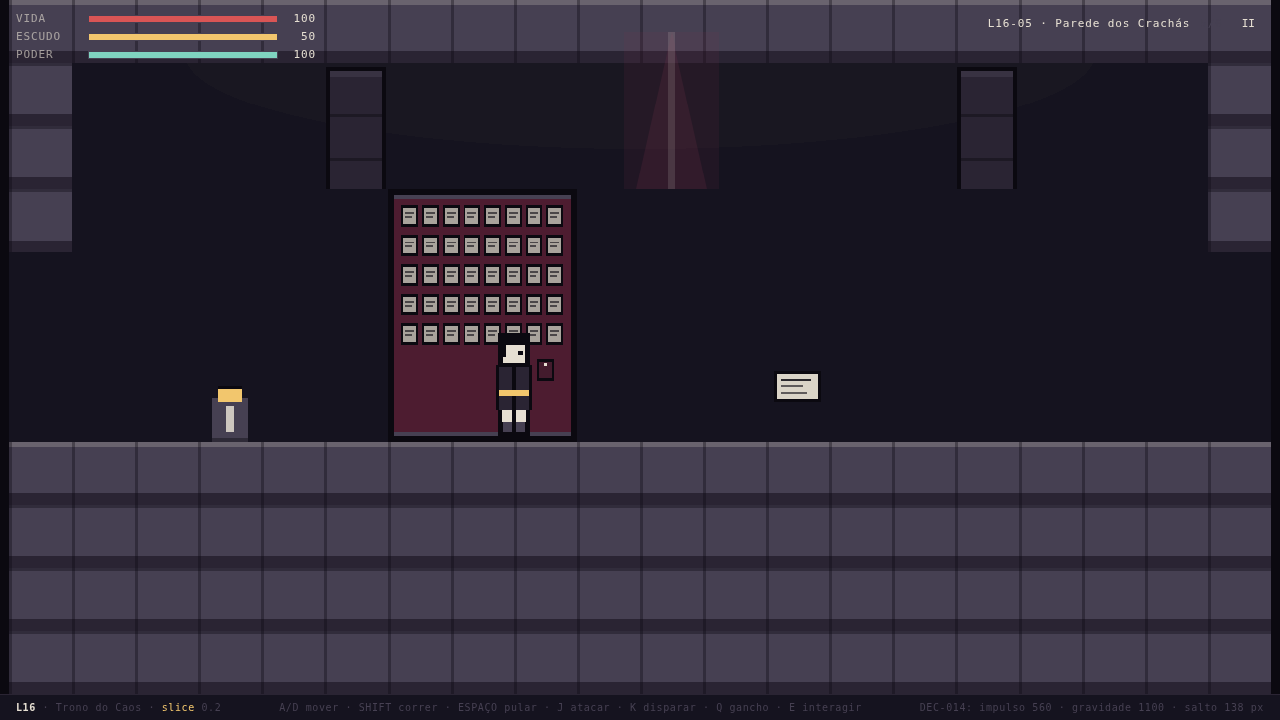 VIDA 100
L16-05 · Parede dos Crachás II
ESCUDO 50
PODER 100
L16 · Trono do Caos · slice 0.2 A/D mover · SHIFT correr · ESPAÇO pular · J atacar · K disparar · Q gancho · E interagir DEC-014: impulso 560 · gravidade 1100 · salto 138 px